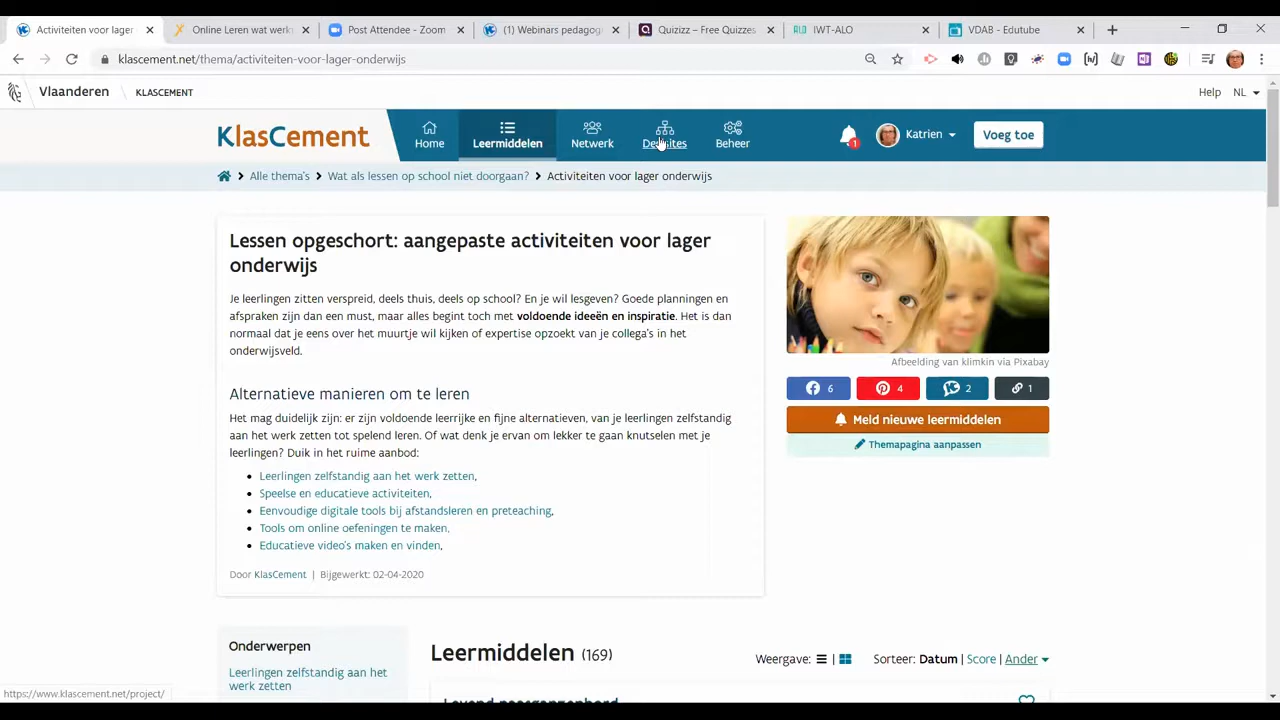 Activiteiten voor lager
Online Leren wat werk
Post Attendee - Zoom
(1) Webinars pedagog
Quizizz – Free Quizzes
IWT-ALO
VDAB - Edutube
klascement.net/thema/activiteiten-voor-lager-onderwijs
Vlaanderen
KLASCEMENT
Help
NL
KlasCement
Home
Leermiddelen
Netwerk
Beheer
1
Katrien
Voeg toe
Alle thema's
Wat als lessen op school niet doorgaan?
Activiteiten voor lager onderwijs
Lessen opgeschort: aangepaste activiteiten voor lager
onderwijs
Je leerlingen zitten verspreid, deels thuis, deels op school? En je wil lesgeven? Goede planningen en
afspraken zijn dan een must, maar alles begint toch met voldoende ideeën en inspiratie. Het is dan
normaal dat je eens over het muurtje wil kijken of expertise opzoekt van je collega's in het
onderwijsveld.
Alternatieve manieren om te leren
Het mag duidelijk zijn: er zijn voldoende leerrijke en fijne alternatieven, van je leerlingen zelfstandig
aan het werk zetten tot spelend leren. Of wat denk je ervan om lekker te gaan knutselen met je
leerlingen? Duik in het ruime aanbod:
Leerlingen zelfstandig aan het werk zetten,
Speelse en educatieve activiteiten,
Eenvoudige digitale tools bij afstandsleren en preteaching,
Tools om online oefeningen te maken,
Educatieve video's maken en vinden,
Door KlasCement | Bijgewerkt: 02-04-2020
Afbeelding van klimkin via Pixabay
6
4
2
1
Meld nieuwe leermiddelen
Themapagina aanpassen
Onderwerpen
Leerlingen zelfstandig aan het
werk zetten
Leermiddelen (169)
Weergave:
Sorteer: Datum | Score | Ander
https://www.klascement.net/project/